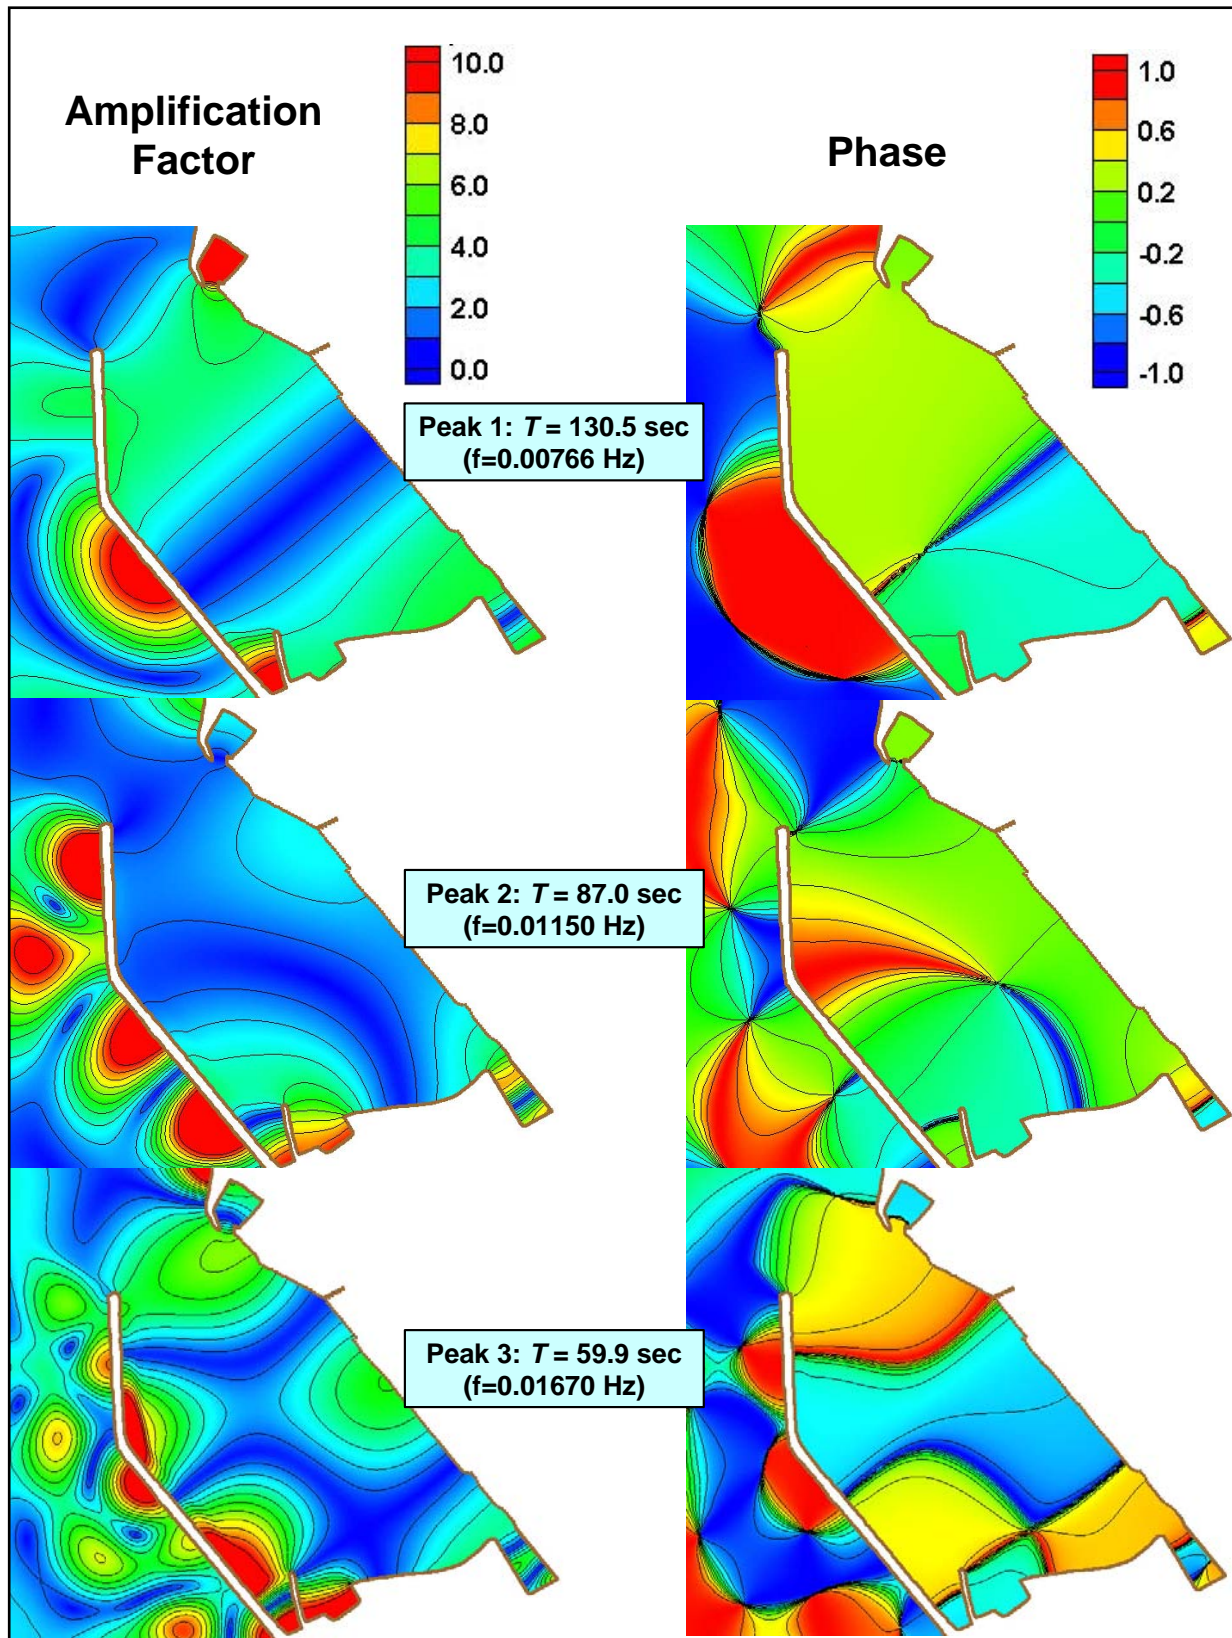 Amplification
Factor
10.0
8.0
6.0
4.0
2.0
0.0
Phase
1.0
0.6
0.2
-0.2
-0.6
-1.0
Peak 1: T = 130.5 sec
(f=0.00766 Hz)
Peak 2: T = 87.0 sec
(f=0.01150 Hz)
Peak 3: T = 59.9 sec
(f=0.01670 Hz)